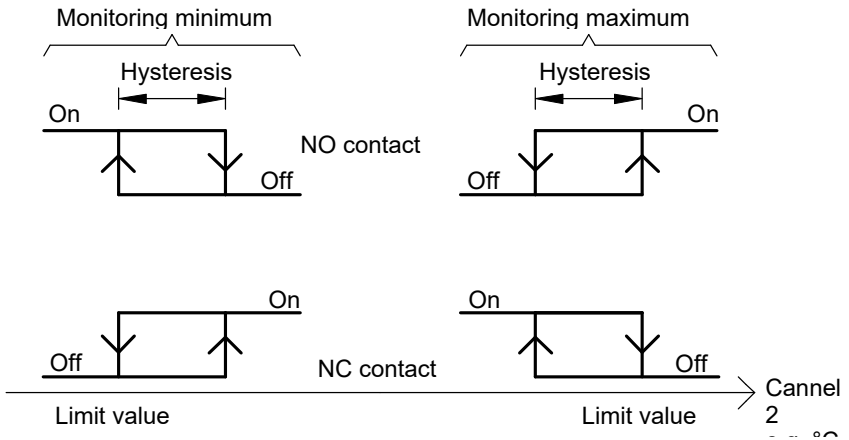 Monitoring minimum
Monitoring maximum
Hysteresis
Hysteresis
On
On
NO contact
Off
Off
On
On
Off
NC contact
Off
Limit value
Limit value
Cannel
2
e.g. °C